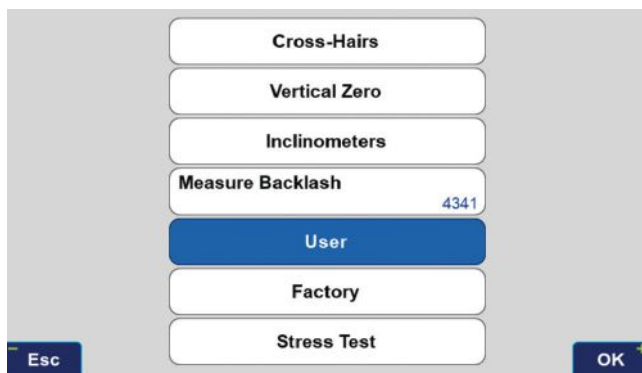 Cross-Hairs
Vertical Zero
Inclinometers
Measure Backlash
4341
User
Factory
Stress Test
Esc
OK